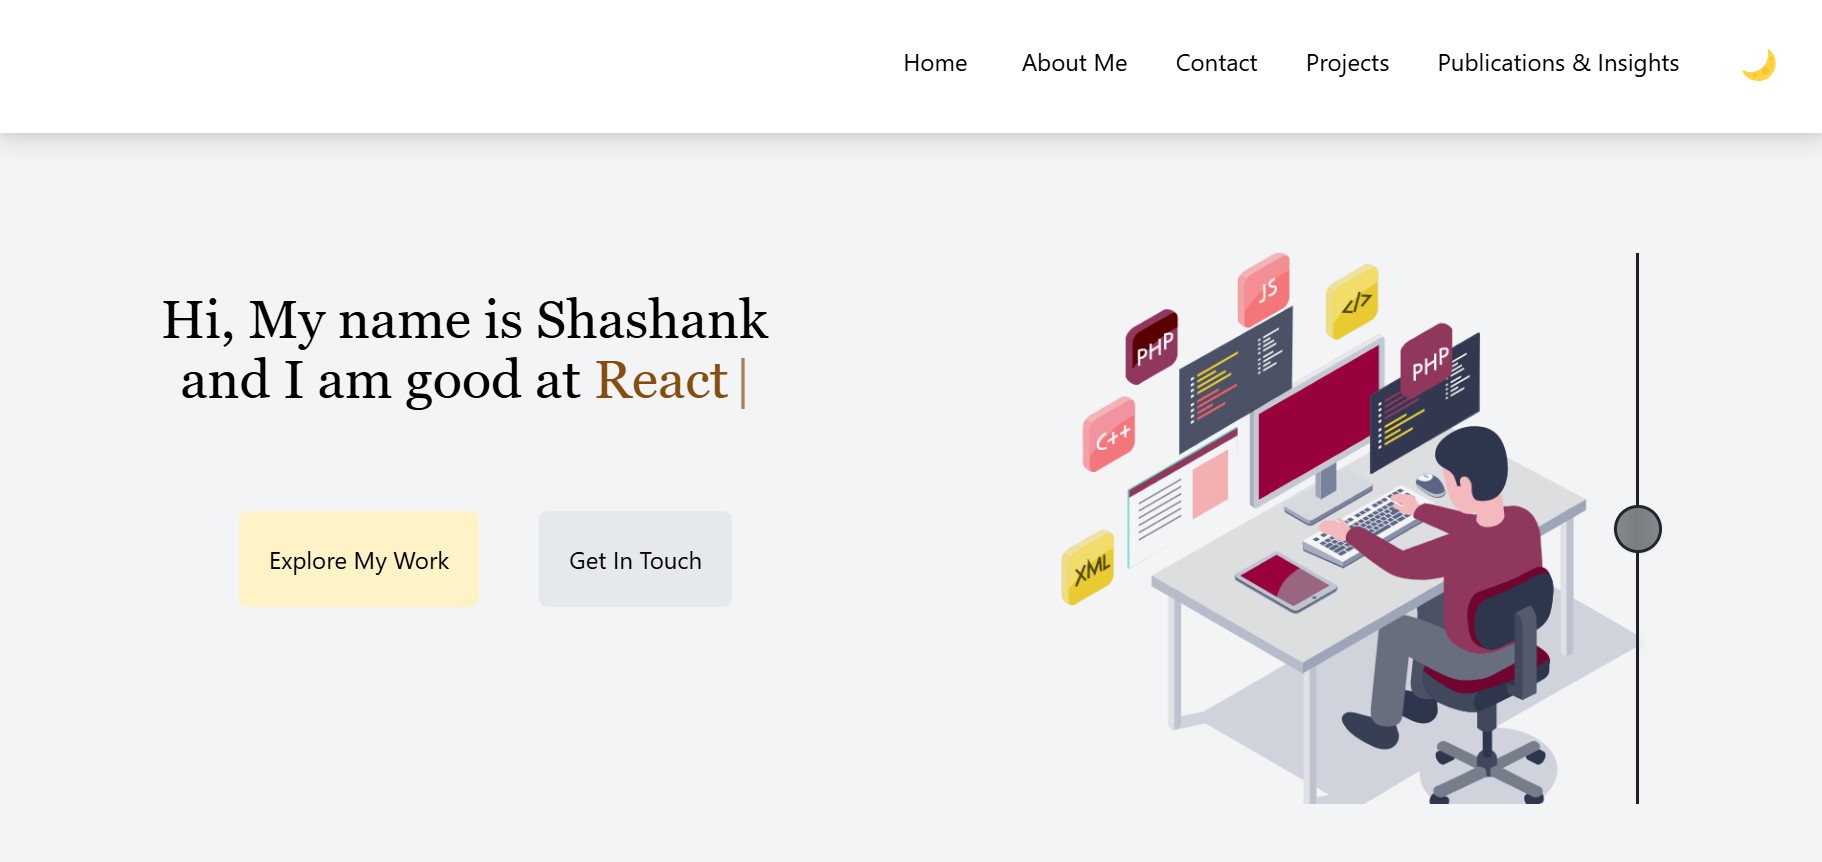 Home About Me Contact Projects Publications & Insights
Hi, My name is Shashank
and I am good at React|
Explore My Work
Get In Touch
JS
</>
PHP
PHP
C++
XML